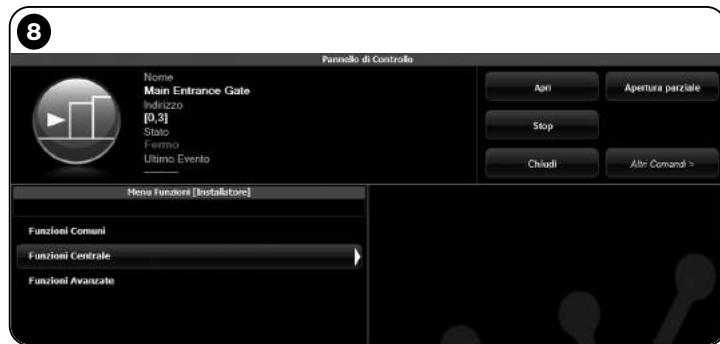 8
Pannello di Controllo
Nome
Main Entrance Gate
Indirizzo
[0,3]
Stato
Fermo
Ultimo Evento
Apri
Apertura parziale
Stop
Chiudi
Altri Comandi >
Menu Funzioni [Installatore]
Funzioni Comuni
Funzioni Centrale
Funzioni Avanzate